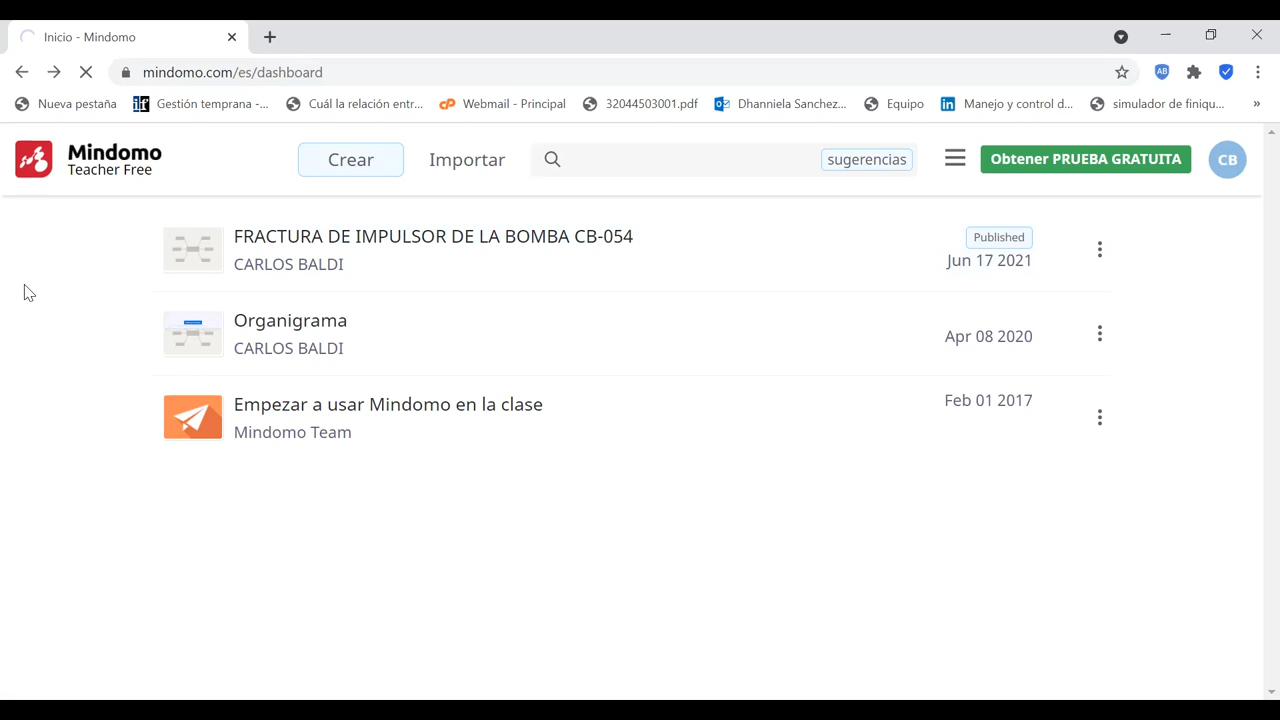 Inicio - Mindomo
mindomo.com/es/dashboard
AB
Nueva pestaña
Gestión temprana -...
Cuál la relación entr...
Webmail - Principal
32044503001.pdf
Dhanniela Sanchez...
Equipo
Manejo y control d...
simulador de finiqu...
»
Mindomo
Teacher Free
Crear
Importar
sugerencias
Obtener PRUEBA GRATUITA
CB
FRACTURA DE IMPULSOR DE LA BOMBA CB-054
CARLOS BALDI
Published
Jun 17 2021
Organigrama
CARLOS BALDI
Apr 08 2020
Empezar a usar Mindomo en la clase
Mindomo Team
Feb 01 2017